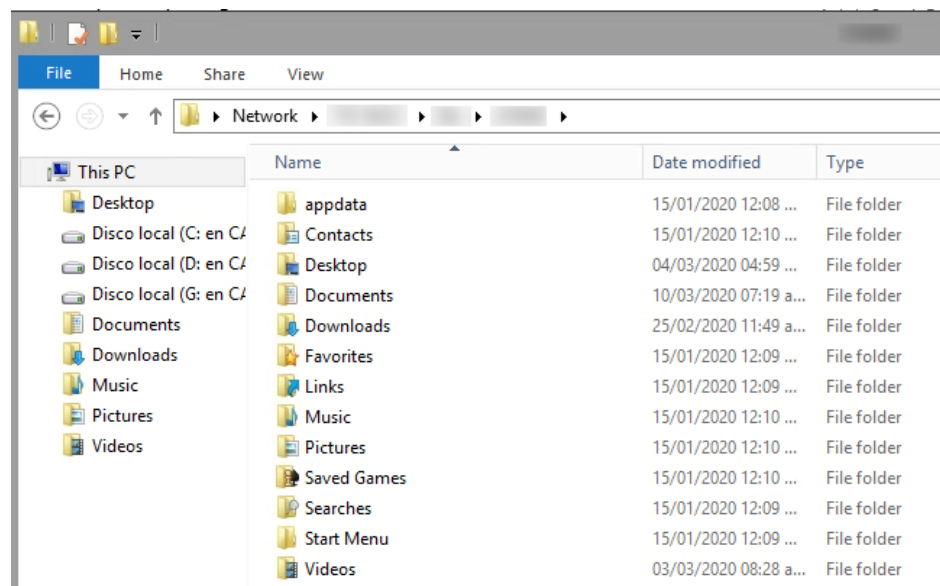 File Home Share View
Network
Name Date modified Type
This PC
Desktop
Disco local (C: en CA
Disco local (D: en CA
Disco local (G: en CA
Documents
Downloads
Music
Pictures
Videos
appdata 15/01/2020 12:08 ... File folder
Contacts 15/01/2020 12:10 ... File folder
Desktop 04/03/2020 04:59 ... File folder
Documents 10/03/2020 07:19 a... File folder
Downloads 25/02/2020 11:49 a... File folder
Favorites 15/01/2020 12:09 ... File folder
Links 15/01/2020 12:09 ... File folder
Music 15/01/2020 12:10 ... File folder
Pictures 15/01/2020 12:10 ... File folder
Saved Games 15/01/2020 12:10 ... File folder
Searches 15/01/2020 12:09 ... File folder
Start Menu 15/01/2020 12:09 ... File folder
Videos 03/03/2020 08:28 a... File folder